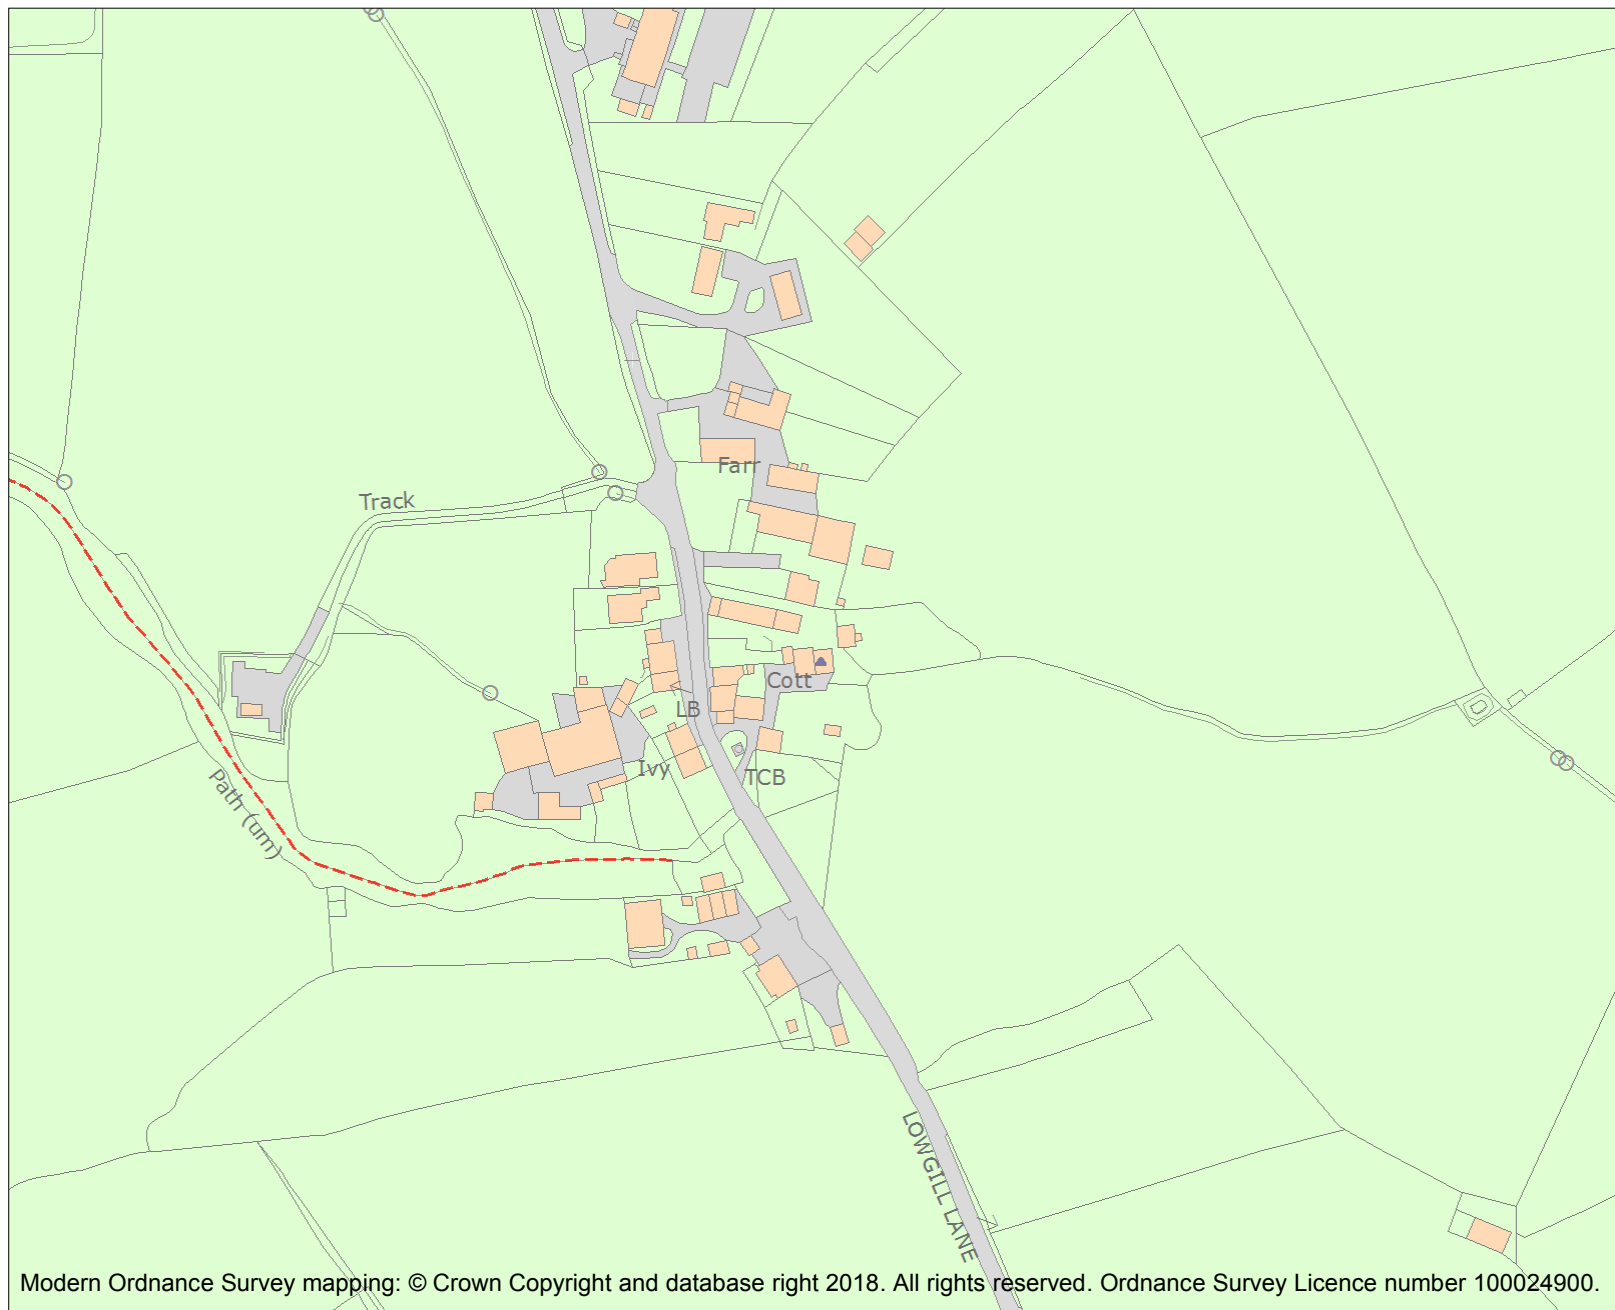 Farr
Track
Cott
LB
Ivy
TCB
Path (um)
LOWGILL LANE
Modern Ordnance Survey mapping: © Crown Copyright and database right 2018. All rights reserved. Ordnance Survey Licence number 100024900.